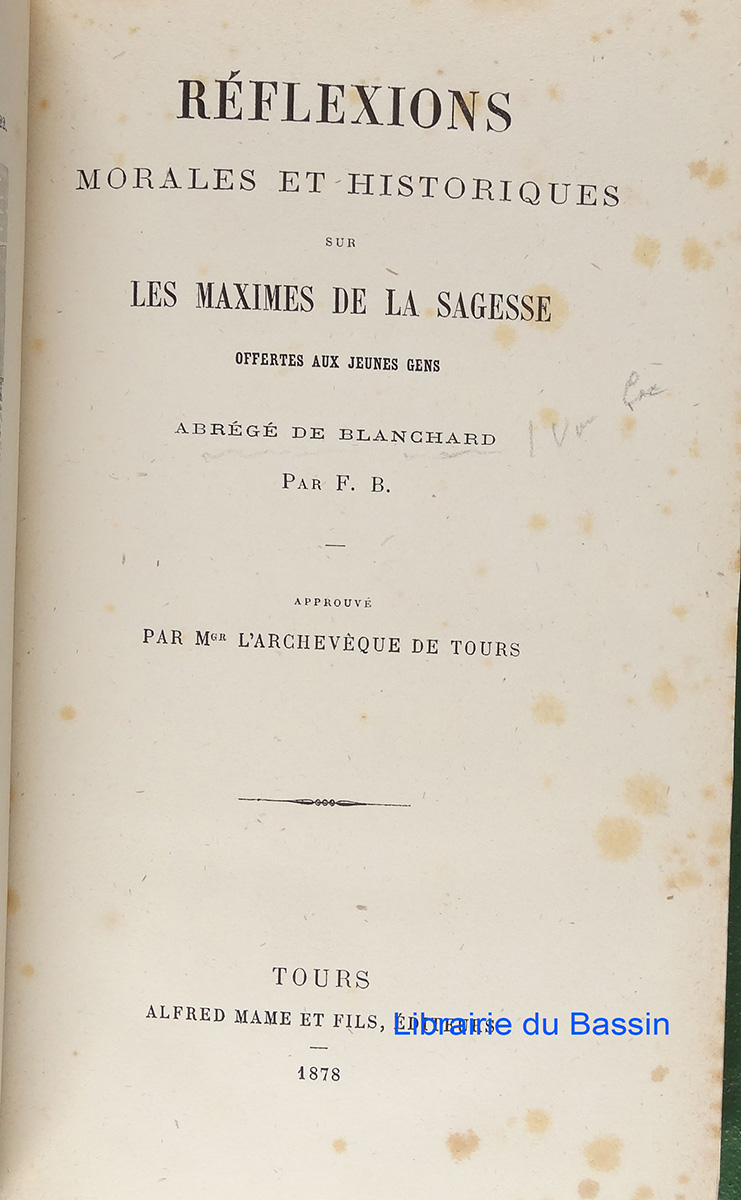 RÉFLEXIONS
MORALES ET HISTORIQUES
SUR
LES MAXIMES DE LA SAGESSE
OFFERTES AUX JEUNES GENS
ABRÉGÉ DE BLANCHARD
PAR F. B.
APPROUVÉ
PAR MGR L'ARCHEVÊQUE DE TOURS
TOURS
ALFRED MAME ET FILS, ÉDITEURS
Librairie du Bassin
1878